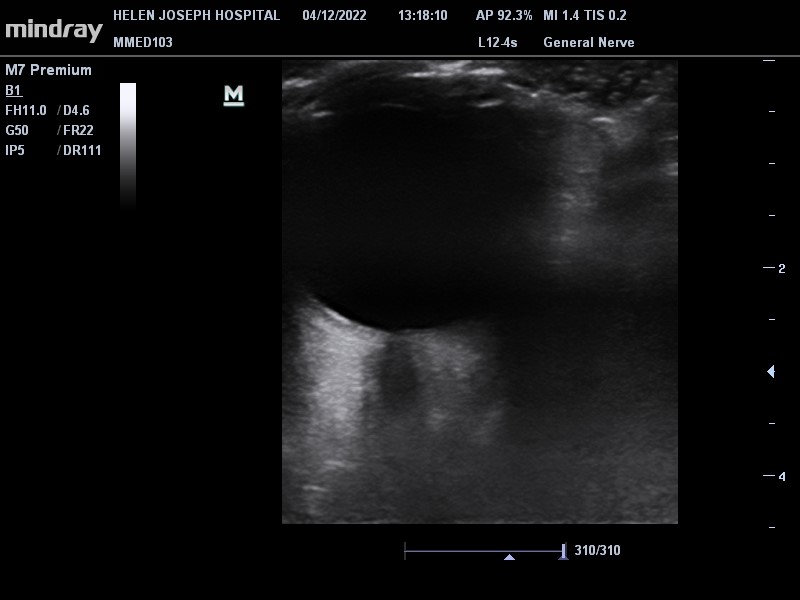 mindray
HELEN JOSEPH HOSPITAL 04/12/2022 13:18:10 AP 92.3% MI 1.4 TIS 0.2
MMED103 L12-4s General Nerve
M7 Premium
B1
FH11.0 / D4.6
G50 / FR22
IP5 / DR111
M
2
4
310/310